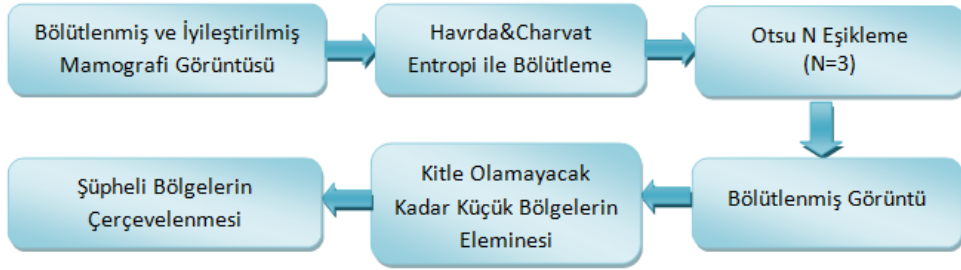 Bölütlenmiş ve İyileştirilmiş
Mamografi Görüntüsü
Havrda&Charvat
Entropi ile Bölütleme
Otsu N Eşikleme
(N=3)
Bölütlenmiş Görüntü
Kitle Olamayacak
Kadar Küçük Bölgelerin
Eleminesi
Şüpheli Bölgelerin
Çerçevelenmesi